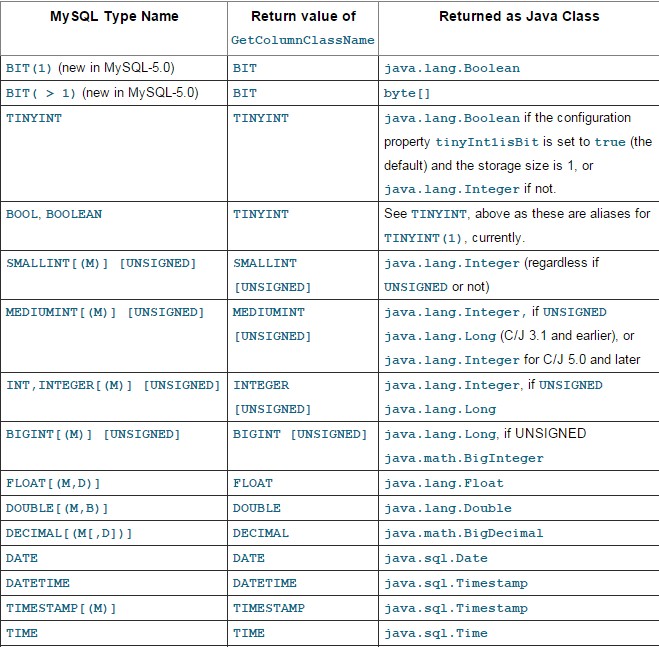 MySQL Type Name	Return value of	Returned as Java Class
GetColumnClassName
BIT(1) (new in MySQL-5.0)	BIT	java.lang.Boolean
BIT( > 1) (new in MySQL-5.0)	BIT	byte[]
TINYINT	TINYINT	java.lang.Boolean if the configuration
property tinyInt1isBit is set to true (the
default) and the storage size is 1, or
java.lang.Integer if not.
BOOL, BOOLEAN	TINYINT	See TINYINT, above as these are aliases for
TINYINT(1), currently.
SMALLINT[(M)] [UNSIGNED]	SMALLINT	java.lang.Integer (regardless if
[UNSIGNED]	UNSIGNED or not)
MEDIUMINT[(M)] [UNSIGNED]	MEDIUMINT	java.lang.Integer, if UNSIGNED
[UNSIGNED]	java.lang.Long (C/J 3.1 and earlier), or
java.lang.Integer for C/J 5.0 and later
INT,INTEGER[(M)] [UNSIGNED]	INTEGER	java.lang.Integer, if UNSIGNED
[UNSIGNED]	java.lang.Long
BIGINT[(M)] [UNSIGNED]	BIGINT [UNSIGNED]	java.lang.Long, if UNSIGNED
java.math.BigInteger
FLOAT[(M,D)]	FLOAT	java.lang.Float
DOUBLE[(M,B)]	DOUBLE	java.lang.Double
DECIMAL[(M[,D])]	DECIMAL	java.math.BigDecimal
DATE	DATE	java.sql.Date
DATETIME	DATETIME	java.sql.Timestamp
TIMESTAMP[(M)]	TIMESTAMP	java.sql.Timestamp
TIME	TIME	java.sql.Time